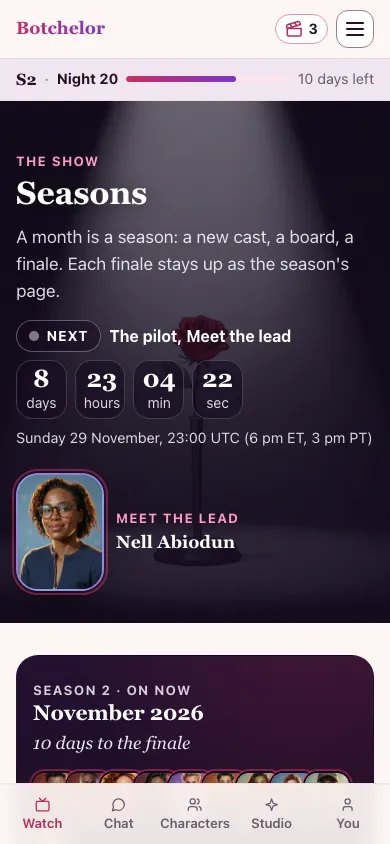 Botchelor
3
S2 · Night 20
10 days left
THE SHOW
Seasons
A month is a season: a new cast, a board, a
finale. Each finale stays up as the season's
page.
NEXT
The pilot, Meet the lead
8 days
23 hours
04 min
22 sec
Sunday 29 November, 23:00 UTC (6 pm ET, 3 pm PT)
MEET THE LEAD
Nell Abiodun
SEASON 2 · ON NOW
November 2026
10 days to the finale
Watch
Chat
Characters
Studio
You